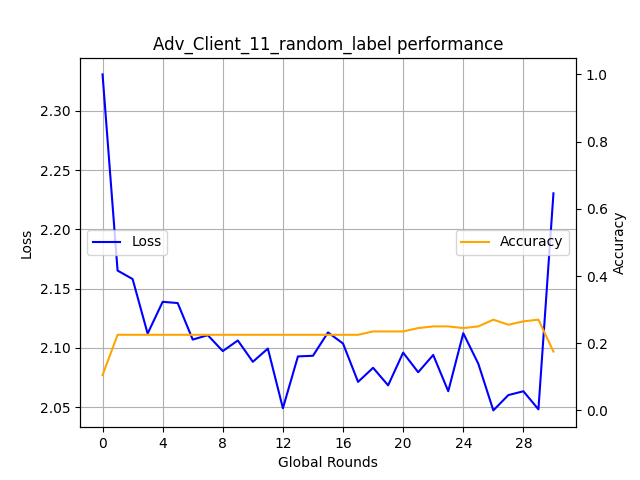 Adv_Client_11_random_label performance
Loss
2.30
2.25
2.20
2.15
2.10
2.05
Loss
Accuracy
1.0
0.8
0.6
0.4
0.2
0.0
Accuracy
0 4 8 12 16 20 24 28
Global Rounds